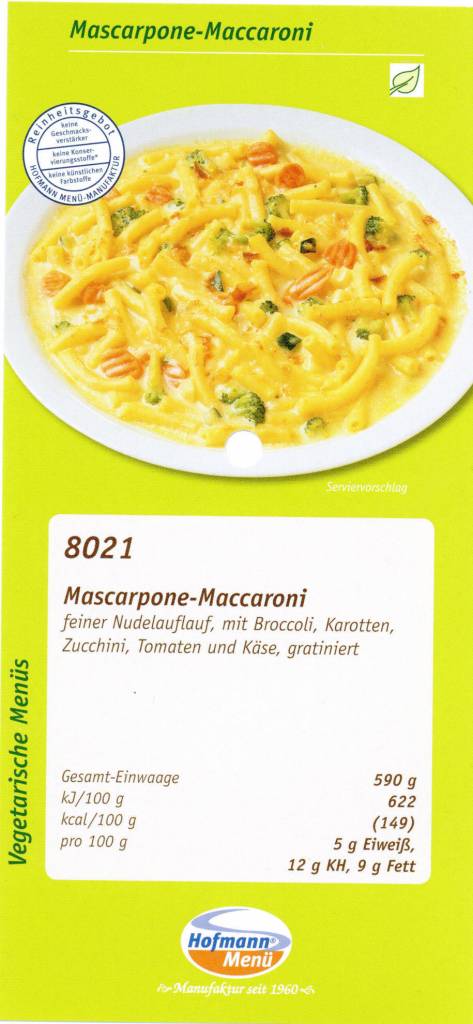 Mascarpone-Maccaroni
Reinheitsgebot
keine
Geschmacks-
verstärker
keine Konser-
vierungsstoffe*
keine künstlichen
Farbstoffe
HOFMANN MENÜ-MANUFAKTUR
Serviervorschlag
8021
Mascarpone-Maccaroni
feiner Nudelauflauf, mit Broccoli, Karotten,
Zucchini, Tomaten und Käse, gratiniert
Vegetarische Menüs
Gesamt-Einwaage 590 g
kJ/100 g 622
kcal/100 g (149)
pro 100 g 5 g Eiweiß,
12 g KH, 9 g Fett
Hofmann®
Menü
Manufaktur seit 1960